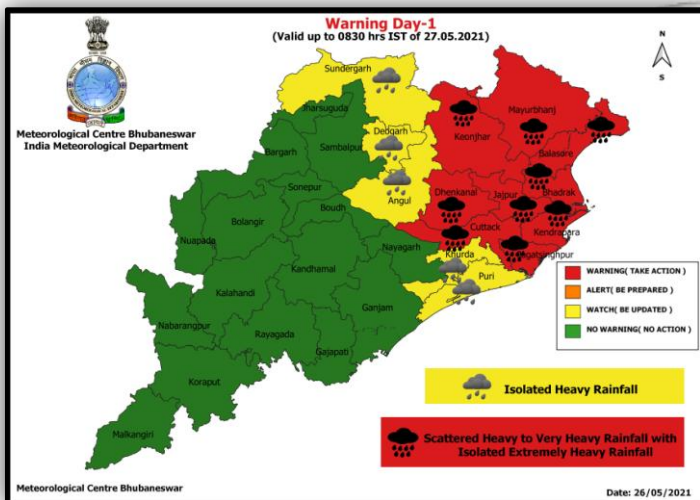 Warning Day-1
(Valid up to 0830 hrs IST of 27.05.2021)
N
S
Meteorological Centre Bhubaneswar
India Meteorological Department
Sundergarh
Jharsuguda
Deogarh
Sambalpur
Bargarh
Keonjhar
Mayurbhanj
Balasore
Bhadrak
Sonepur
Angul
Dhenkanal
Jajpur
Boudh
Bolangir
Cuttack
Kendrapara
Nuapada
Nayagarh
Khurda
Jagatsinghpur
Kandhamal
Puri
Kalahandi
Ganjam
Nabarangpur
Rayagada
Gajapati
Koraput
Malkangiri
WARNING( TAKE ACTION )
ALERT( BE PREPARED )
WATCH( BE UPDATED )
NO WARNING( NO ACTION )
Isolated Heavy Rainfall
Scattered Heavy to Very Heavy Rainfall with
Isolated Extremely Heavy Rainfall
Meteorological Centre Bhubaneswar
Date: 26/05/2021